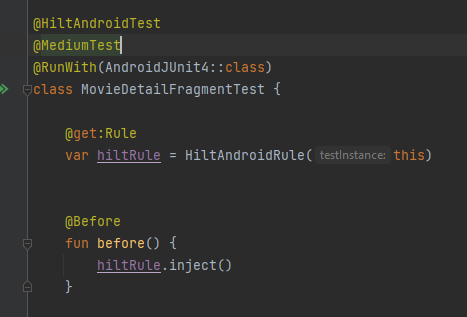 @HiltAndroidTest
@MediumTest
@RunWith(AndroidJUnit4::class)
class MovieDetailFragmentTest {
@get:Rule
var hiltRule = HiltAndroidRule( testInstance: this)
@Before
fun before() {
hiltRule.inject()
}